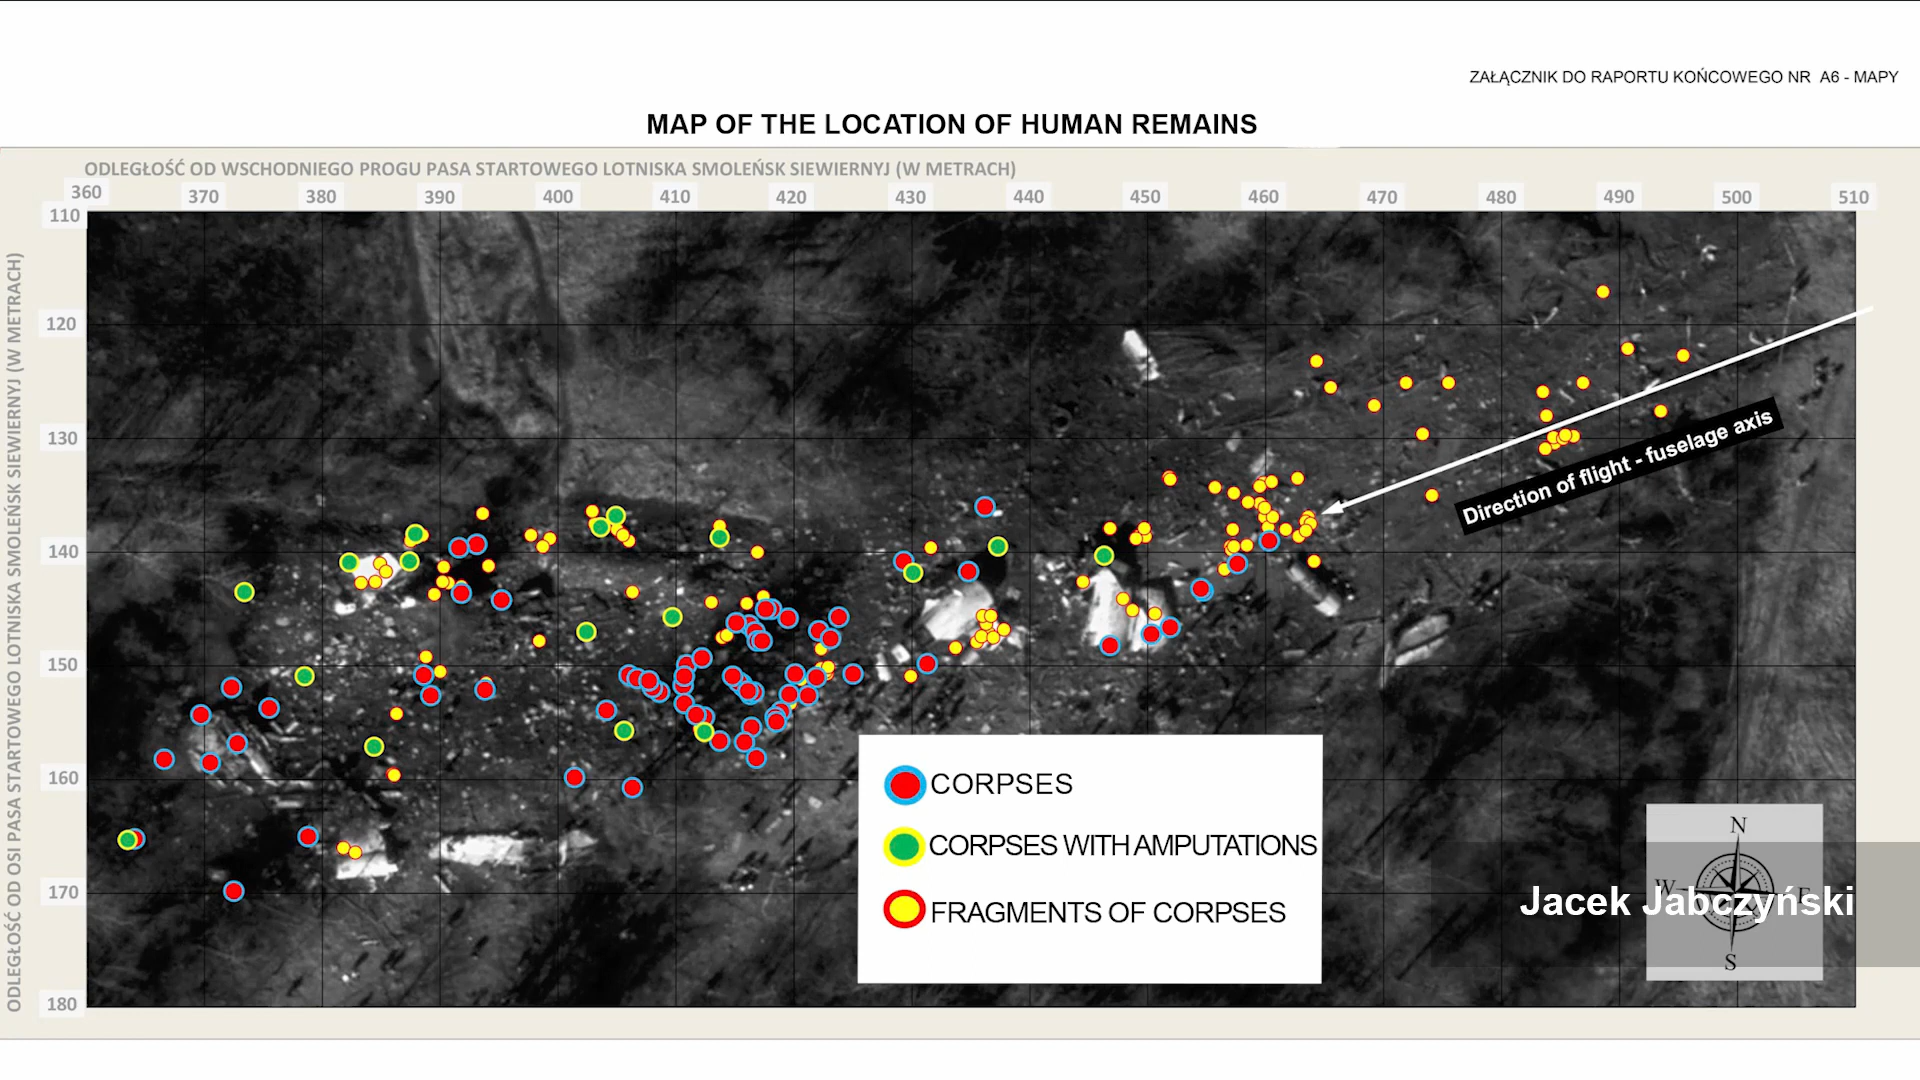 ZAŁĄCZNIK DO RAPORTU KOŃCOWEGO NR A6 - MAPY
MAP OF THE LOCATION OF HUMAN REMAINS
ODLEGŁOŚĆ OD WSCHODNIEGO PROGU PASA STARTOWEGO LOTNISKA SMOLEŃSK SIEWIERNYJ (W METRACH)
360 370 380 390 400 410 420 430 440 450 460 470 480 490 500 510
ODLEGŁOŚĆ OD OSI PASA STARTOWEGO LOTNISKA SMOLEŃSK SIEWIERNYJ (W METRACH)
110
120
130
140
150
160
170
180
Direction of flight - fuselage axis
CORPSES
CORPSES WITH AMPUTATIONS
FRAGMENTS OF CORPSES
N
W E
S
Jacek Jabczyński